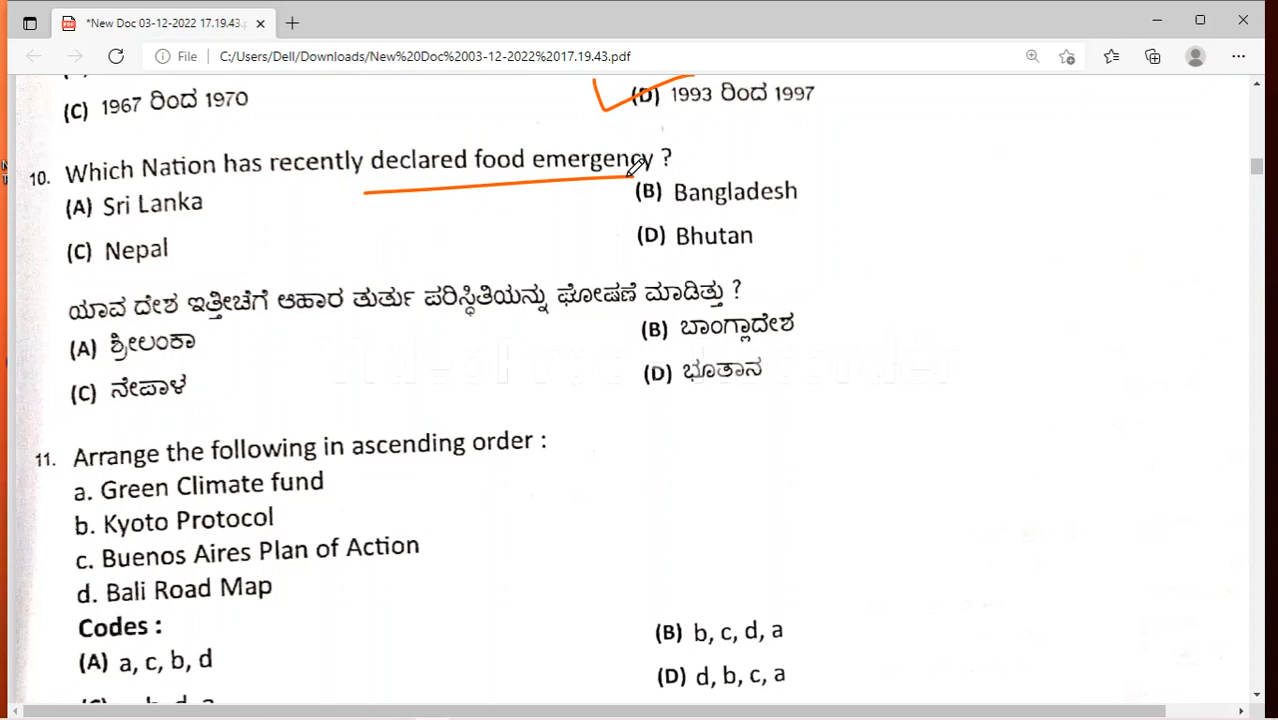 *New Doc 03-12-2022 17.19.43.
File C:/Users/Dell/Downloads/New%20Doc%2003-12-2022%2017.19.43.pdf
(C) 1967 ರಿಂದ 1970 (D) 1993 ರಿಂದ 1997
10. Which Nation has recently declared food emergency ?
(A) Sri Lanka (B) Bangladesh
(C) Nepal (D) Bhutan
ಯಾವ ದೇಶ ಇತ್ತೀಚೆಗೆ ಆಹಾರ ತುರ್ತು ಪರಿಸ್ಥಿತಿಯನ್ನು ಘೋಷಣೆ ಮಾಡಿತ್ತು ?
(A) ಶ್ರೀಲಂಕಾ (B) ಬಾಂಗ್ಲಾದೇಶ
(C) ನೇಪಾಳ (D) ಭೂತಾನ
11. Arrange the following in ascending order :
a. Green Climate fund
b. Kyoto Protocol
c. Buenos Aires Plan of Action
d. Bali Road Map
Codes :
(A) a, c, b, d (B) b, c, d, a
(D) d, b, c, a